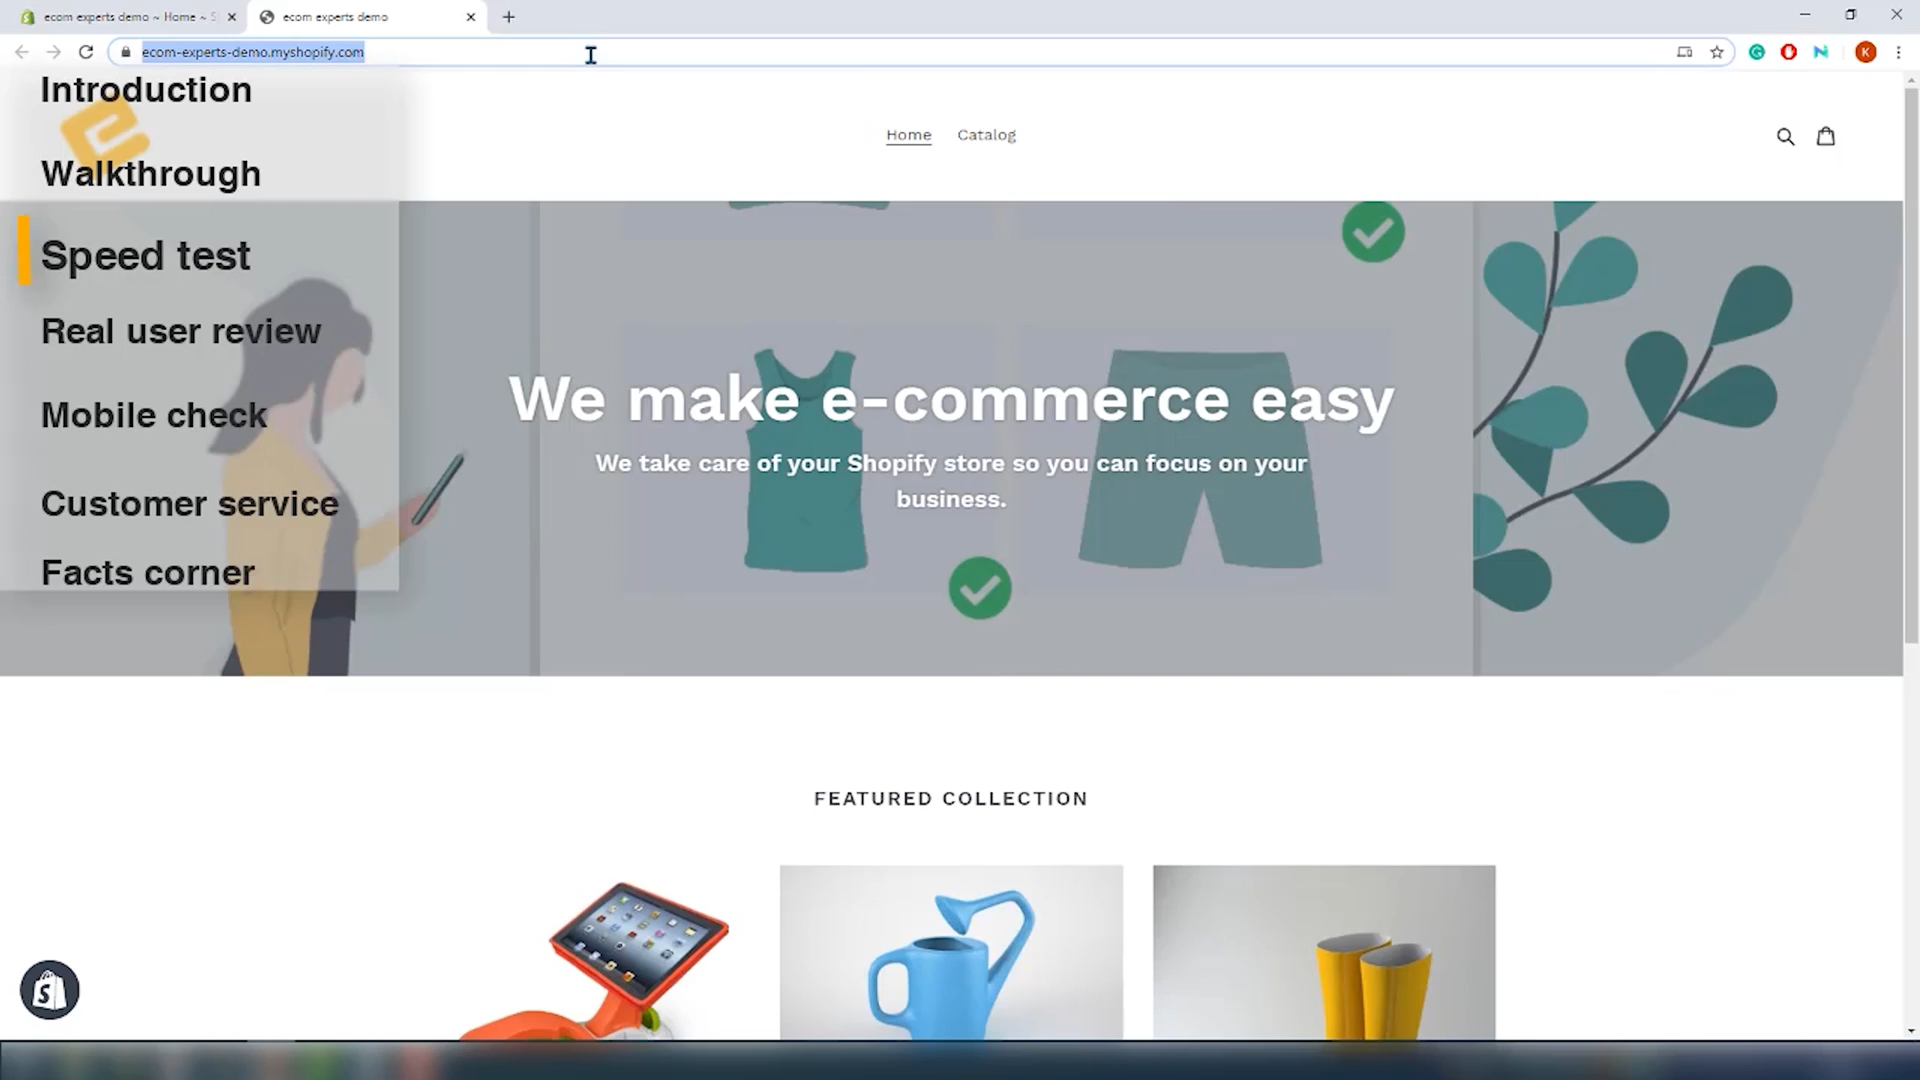 ecom experts demo ~ Home ~ S
ecom experts demo
ecom-experts-demo.myshopify.com
K
Introduction
Walkthrough
Speed test
Real user review
Mobile check
Customer service
Facts corner
Home
Catalog
We make e-commerce easy
We take care of your Shopify store so you can focus on your
business.
FEATURED COLLECTION